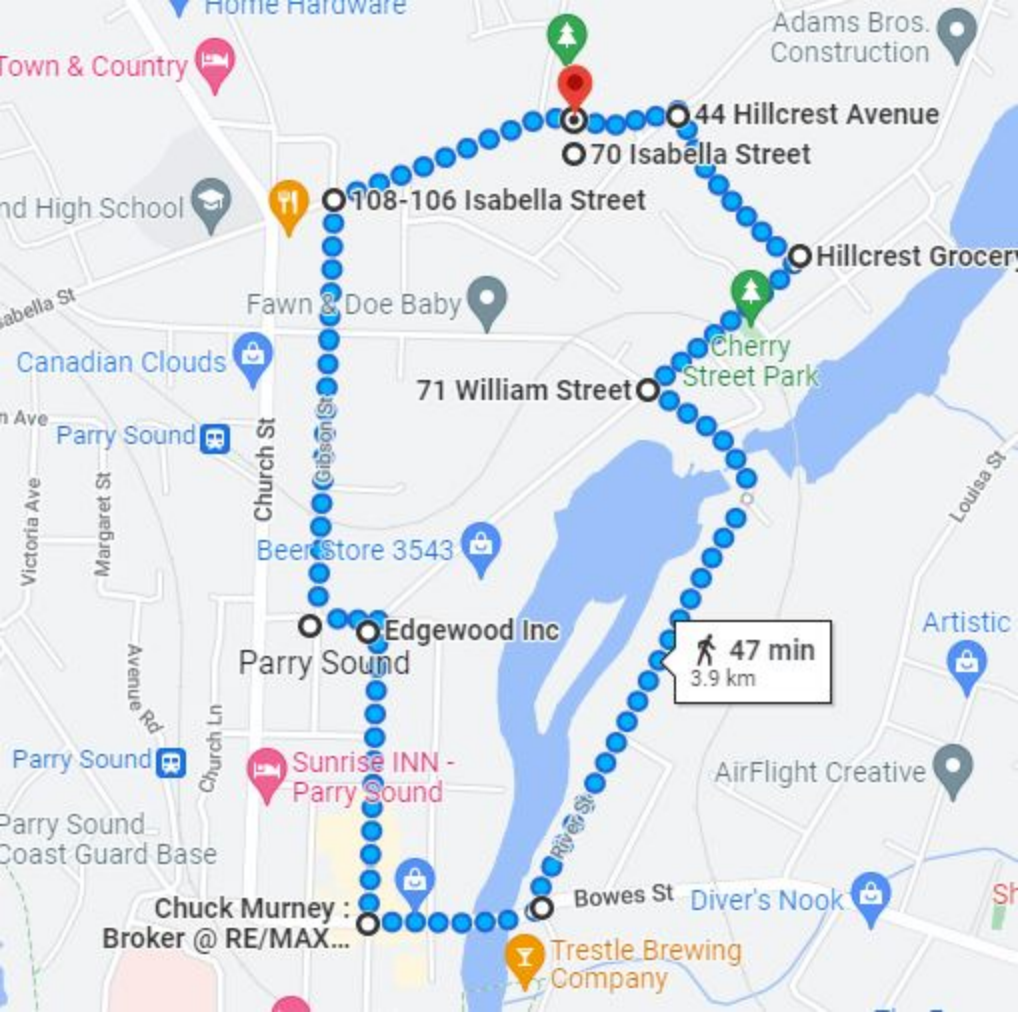 Home Hardware
Adams Bros.
Construction
Town & Country
44 Hillcrest Avenue
70 Isabella Street
108-106 Isabella Street
nd High School
Hillcrest Grocery
Fawn & Doe Baby
sabella St
Cherry
Street Park
Canadian Clouds
71 William Street
n Ave
Parry Sound
Gibson St
Church St
Victoria Ave
Margaret St
Louisa St
Beer Store 3543
Edgewood Inc
Parry Sound
Artistic
47 min
3.9 km
Avenue Rd
Church Ln
Parry Sound
Sunrise INN -
Parry Sound
AirFlight Creative
Parry Sound
Coast Guard Base
River St
Bowes St
Diver's Nook
Sh
Chuck Murney :
Broker @ RE/MAX...
Trestle Brewing
Company